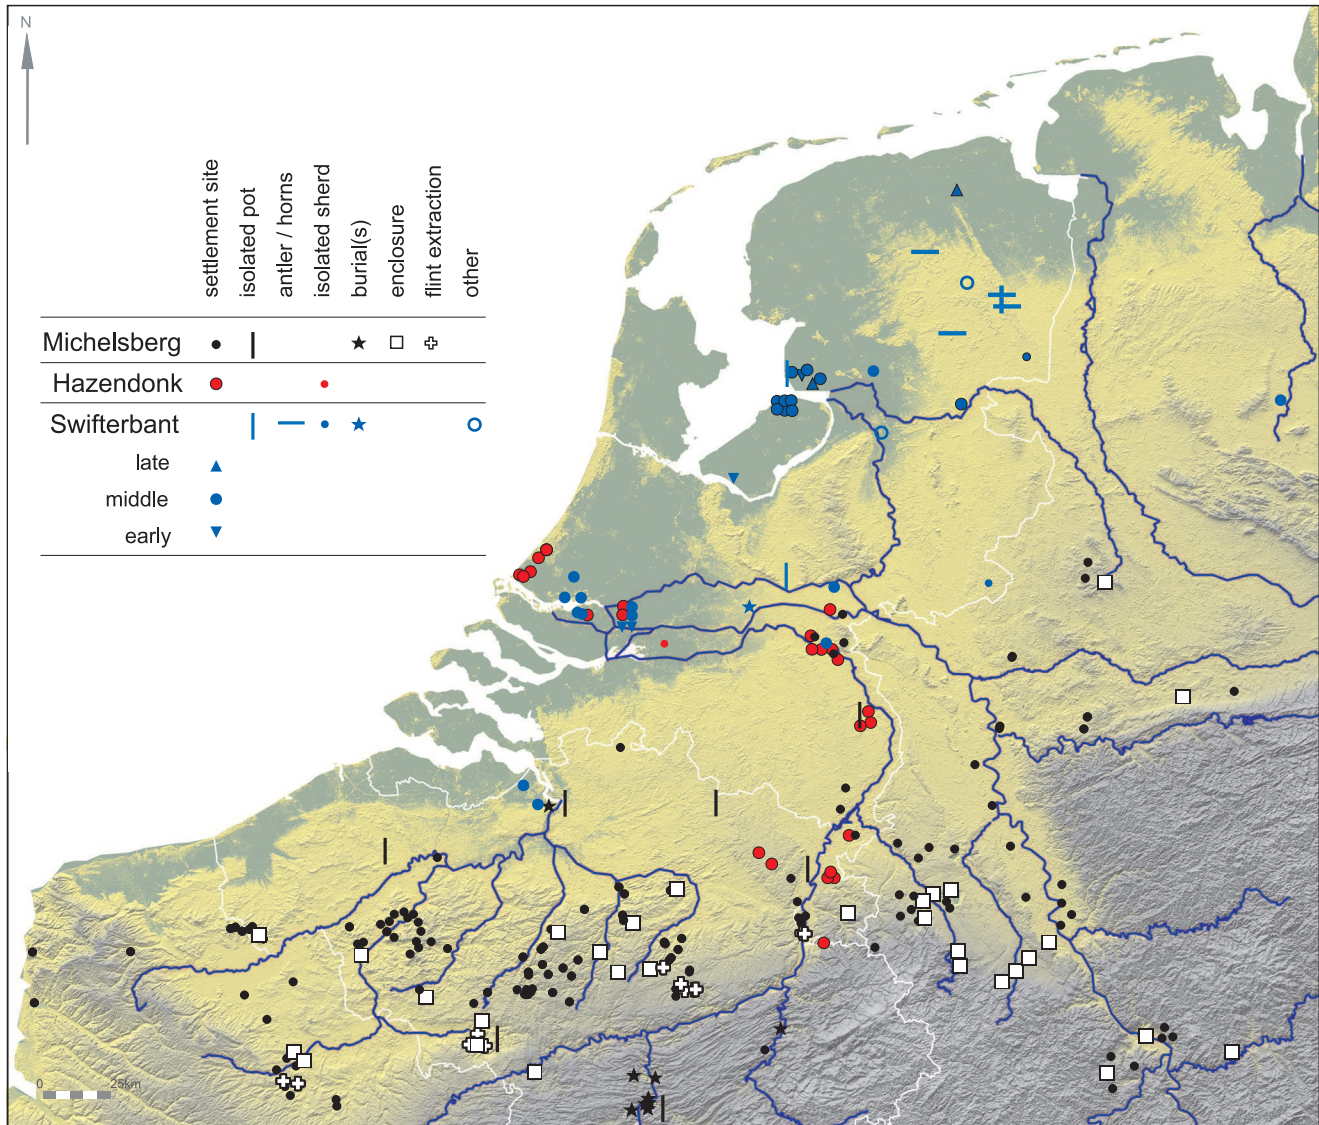 N
settlement site
isolated pot
antler / horns
isolated sherd
burial(s)
enclosure
flint extraction
other
Michelsberg
Hazendonk
Swifterbant
late
middle
early
0 25km